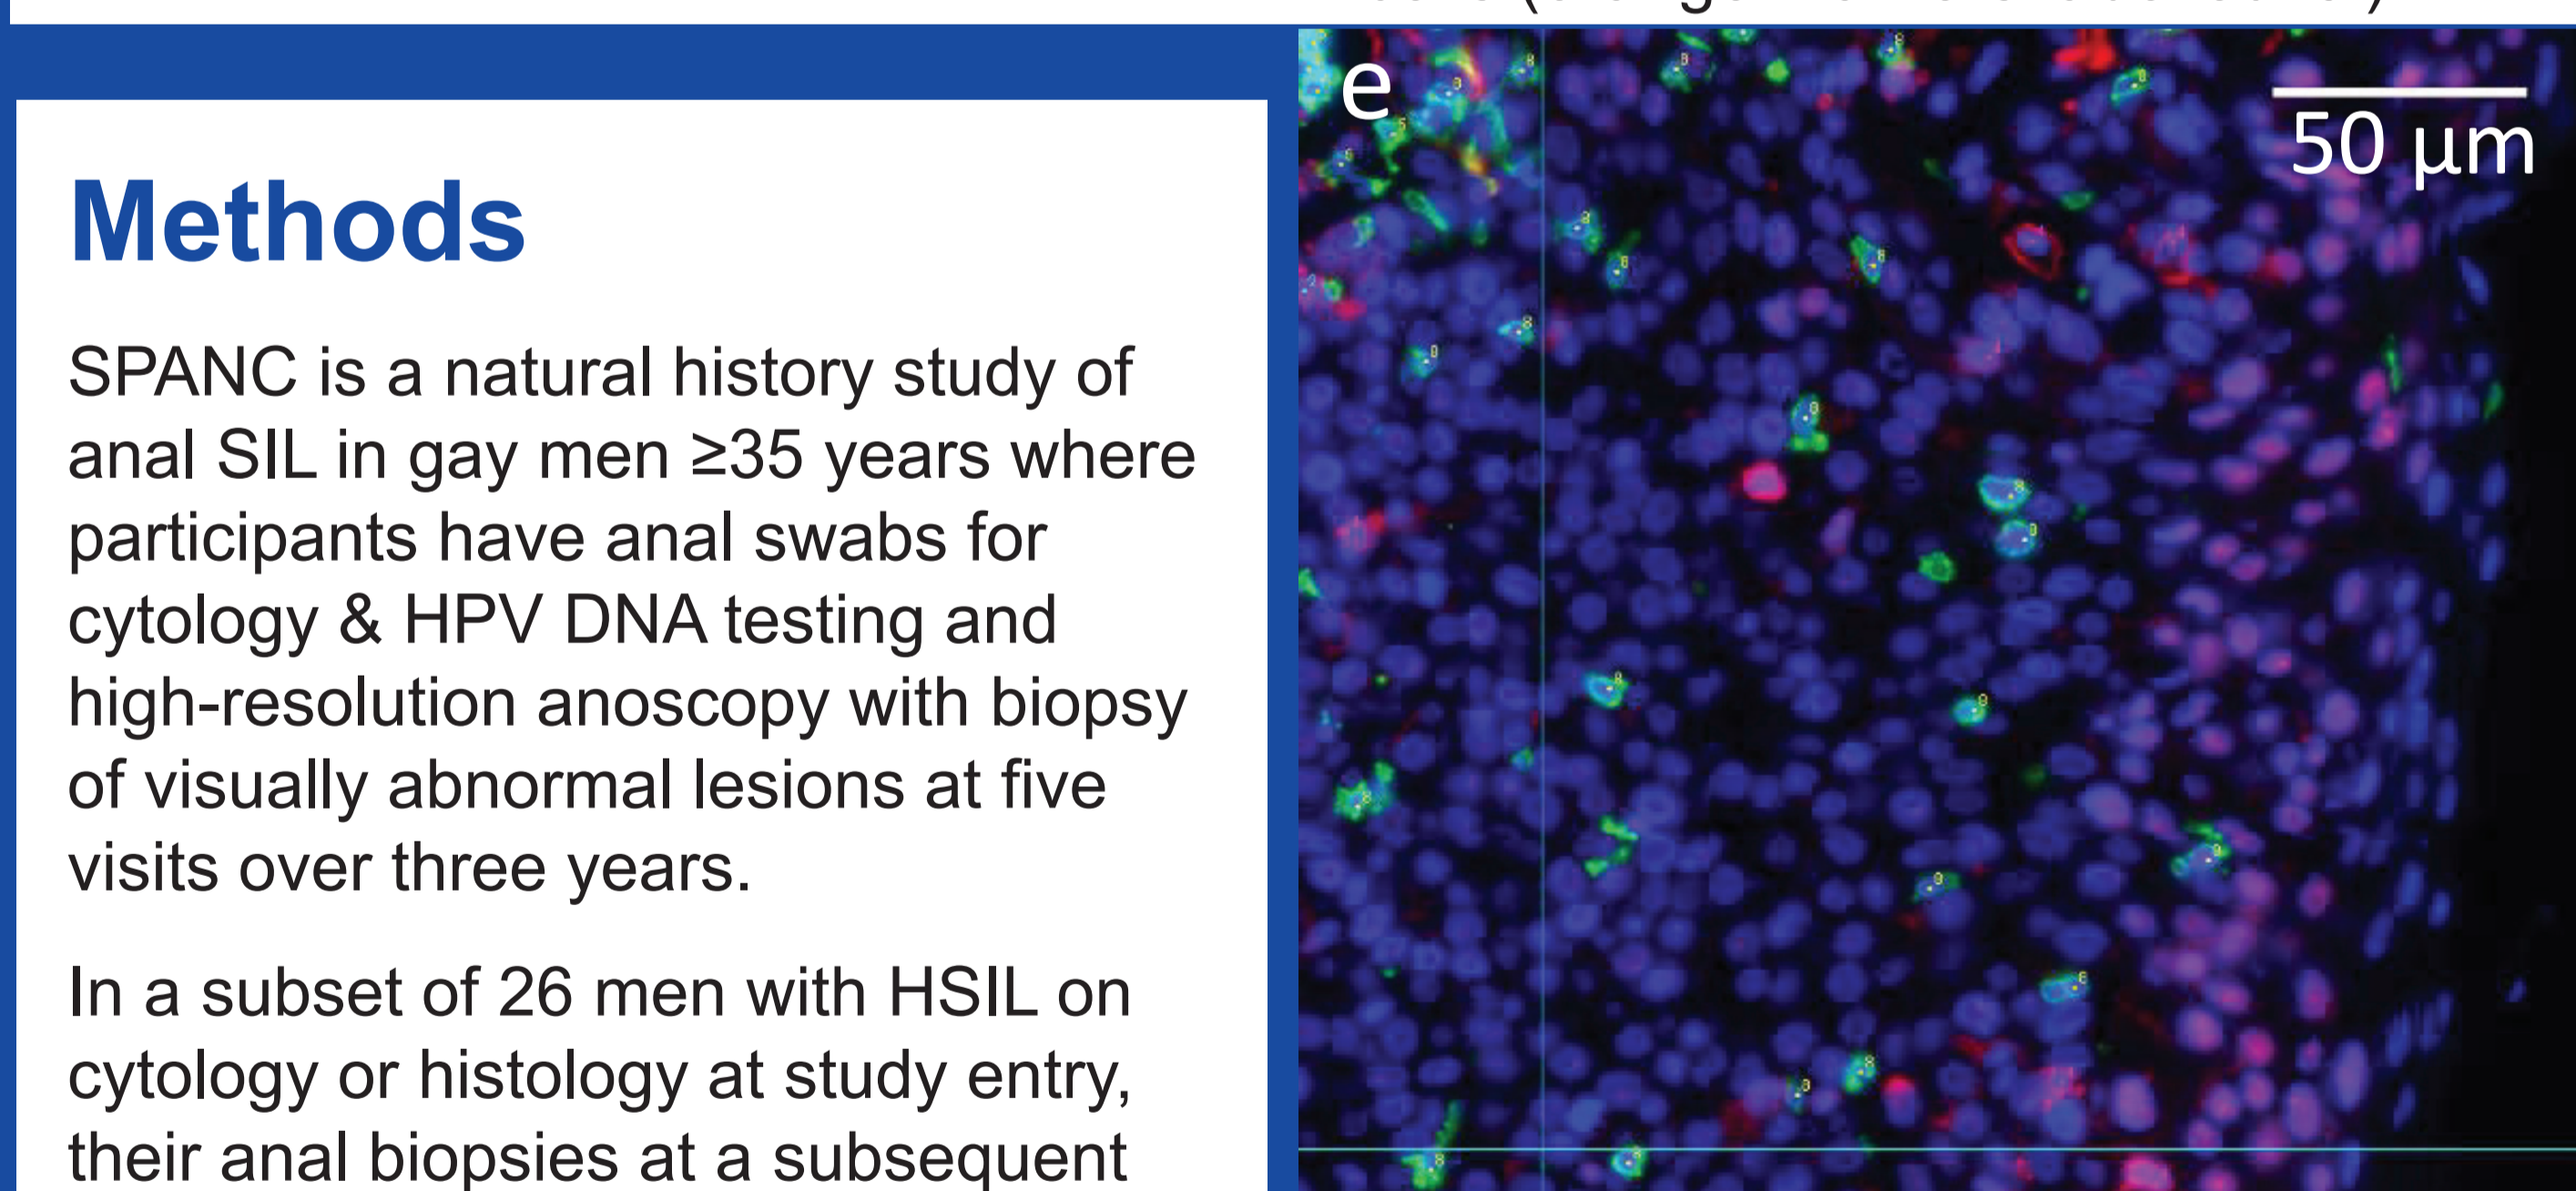 Methods
SPANC is a natural history study of
anal SIL in gay men ≥35 years where
participants have anal swabs for
cytology & HPV DNA testing and
high-resolution anoscopy with biopsy
of visually abnormal lesions at five
visits over three years.
In a subset of 26 men with HSIL on
cytology or histology at study entry,
their anal biopsies at a subsequent
e
50 μm